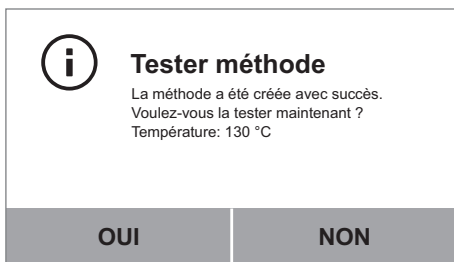 Tester méthode
La méthode a été créée avec succès.
Voulez-vous la tester maintenant ?
Température: 130 °C
OUI
NON